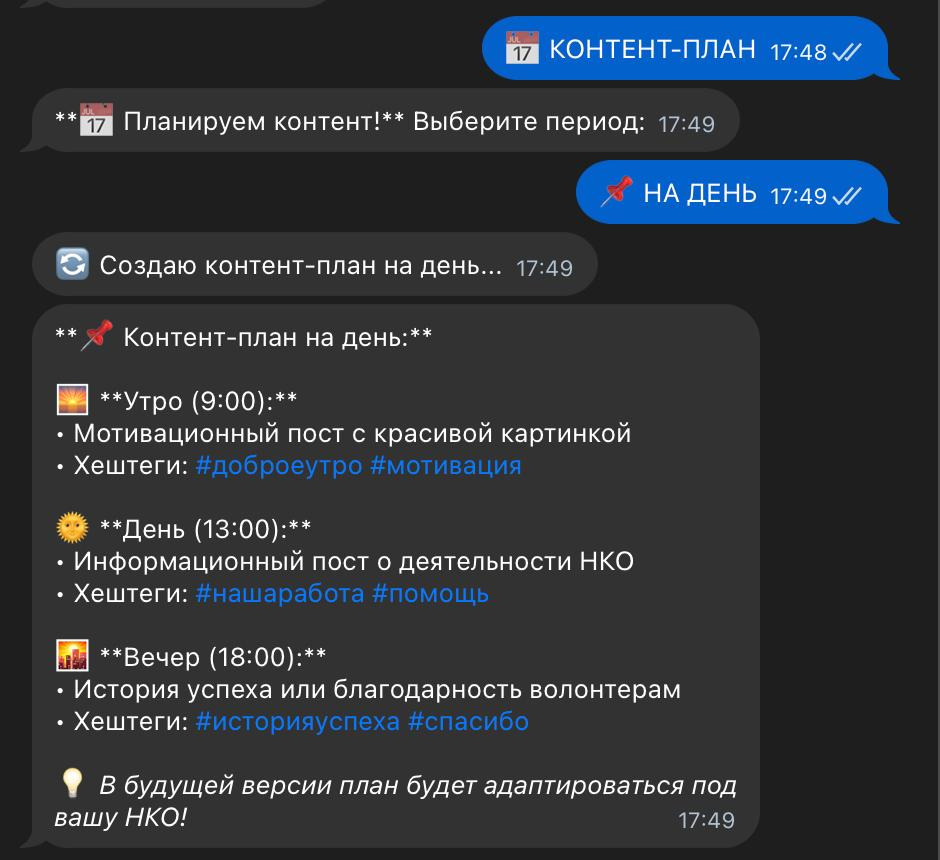 📅 КОНТЕНТ-ПЛАН 17:48
**📅 Планируем контент!** Выберите период: 17:49
📌 НА ДЕНЬ 17:49
🔄 Создаю контент-план на день... 17:49
**📌 Контент-план на день:**
🌅 **Утро (9:00):**
• Мотивационный пост с красивой картинкой
• Хештеги: #доброеутро #мотивация
🌞 **День (13:00):**
• Информационный пост о деятельности НКО
• Хештеги: #нашаработа #помощь
🌇 **Вечер (18:00):**
• История успеха или благодарность волонтерам
• Хештеги: #историяуспеха #спасибо
💡 В будущей версии план будет адаптироваться под
вашу НКО! 17:49